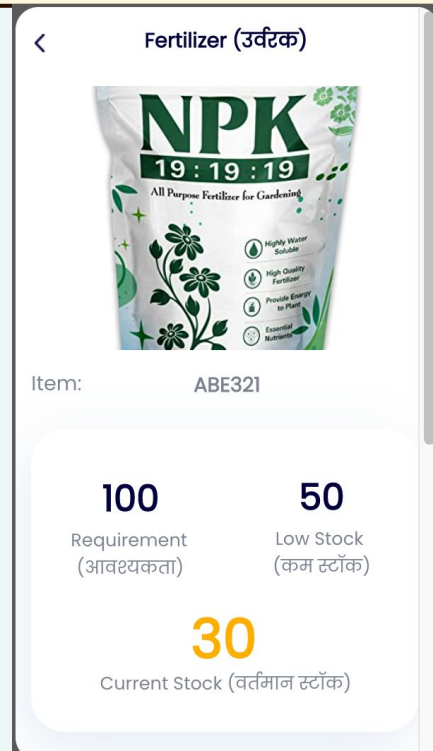 Fertilizer (उर्वरक)
NPK
19 : 19 : 19
All Purpose Fertilizer for Gardening
Highly Water
Soluble
High Quality
Fertilizer
Provide Energy
to Plant
Essential
Nutrients
Item: ABE321
100
Requirement
(आवश्यकता)
50
Low Stock
(कम स्टॉक)
30
Current Stock (वर्तमान स्टॉक)